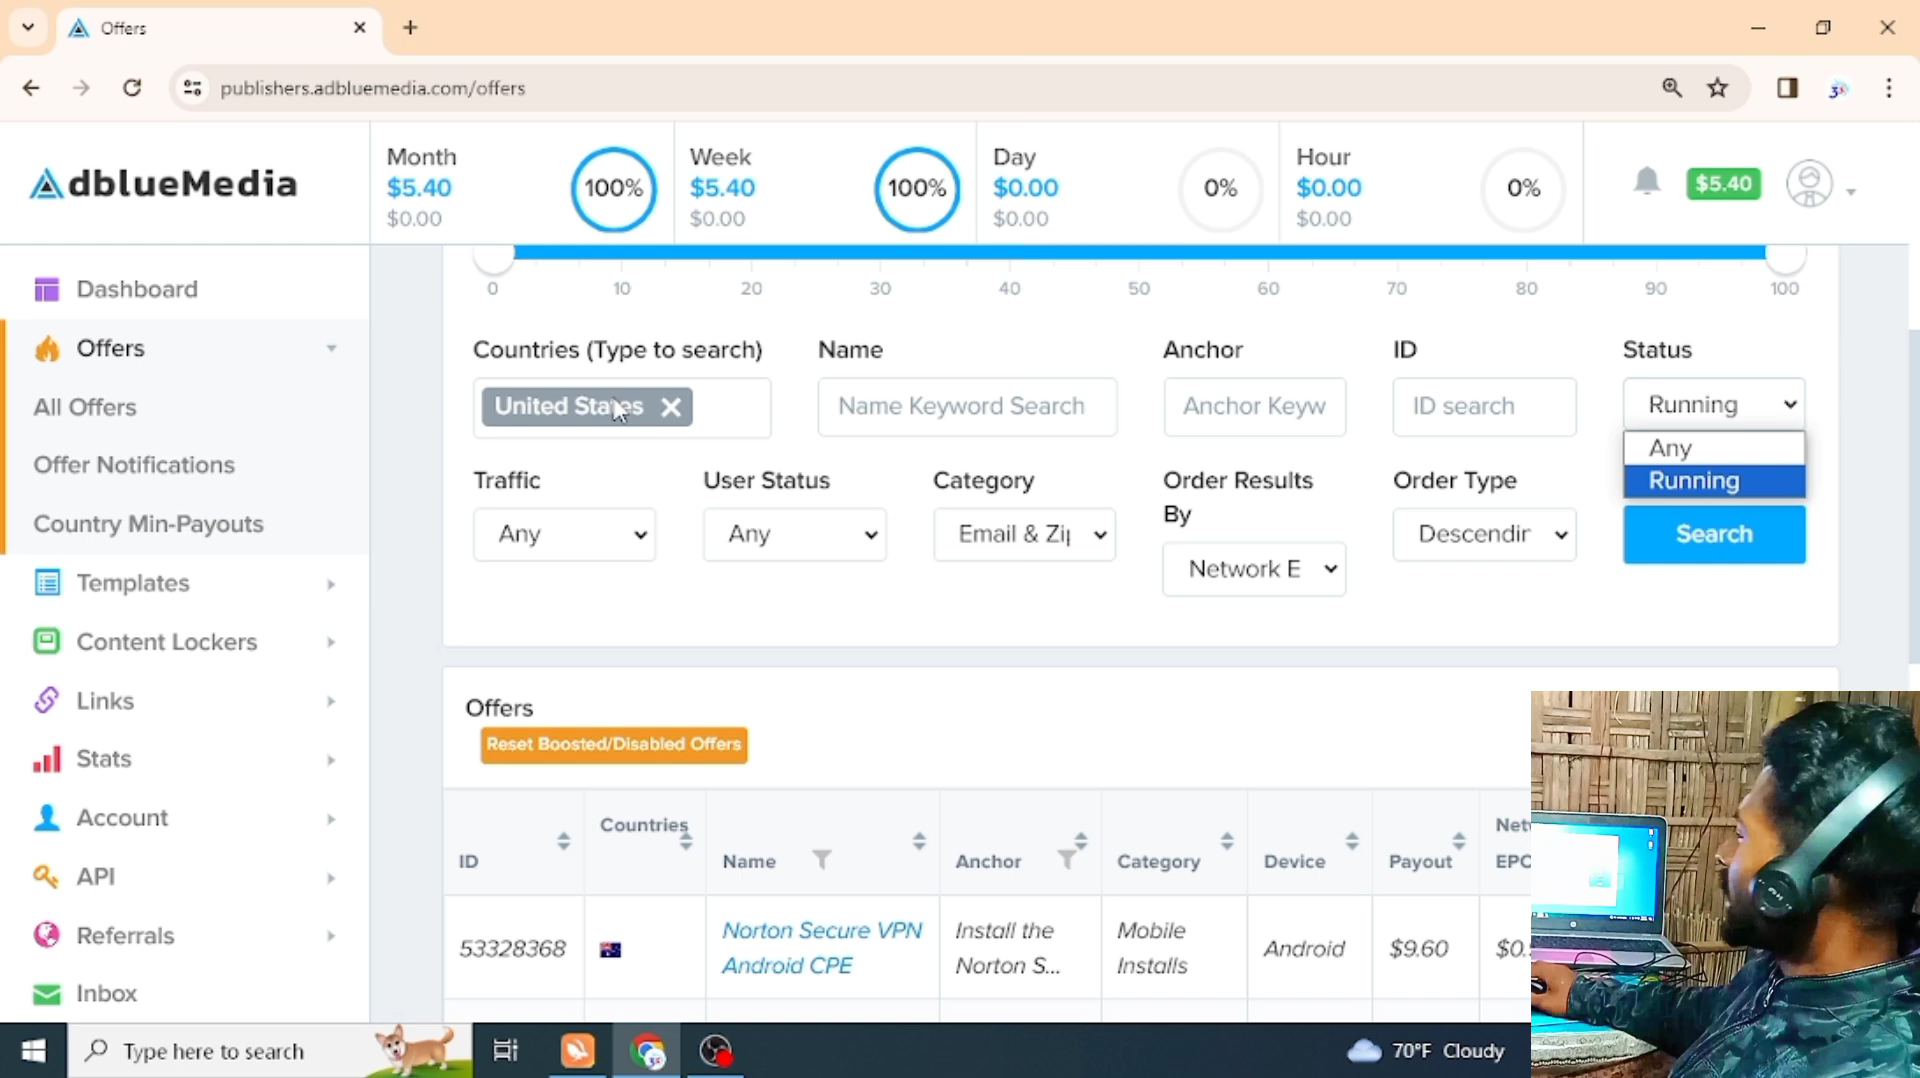 Offers
publishers.adbluemedia.com/offers
AdblueMedia
Month
$5.40
$0.00
100%
Week
$5.40
$0.00
100%
Day
$0.00
$0.00
0%
Hour
$0.00
$0.00
0%
$5.40
Dashboard
Offers
All Offers
Offer Notifications
Country Min-Payouts
Templates
Content Lockers
Links
Stats
Account
API
Referrals
Inbox
0 10 20 30 40 50 60 70 80 90 100
Countries (Type to search)
United States
Name
Name Keyword Search
Anchor
Anchor Keyw
ID
ID search
Status
Running
Any
Running
Traffic
Any
User Status
Any
Category
Email & Zip
Order Results
By
Network E
Order Type
Descendin
Search
Offers
Reset Boosted/Disabled Offers
ID Countries Name Anchor Category Device Payout
EPC
53328368
Norton Secure VPN
Android CPE
Install the
Norton S...
Mobile
Installs
Android
$9.60
$0.
Type here to search
70°F Cloudy